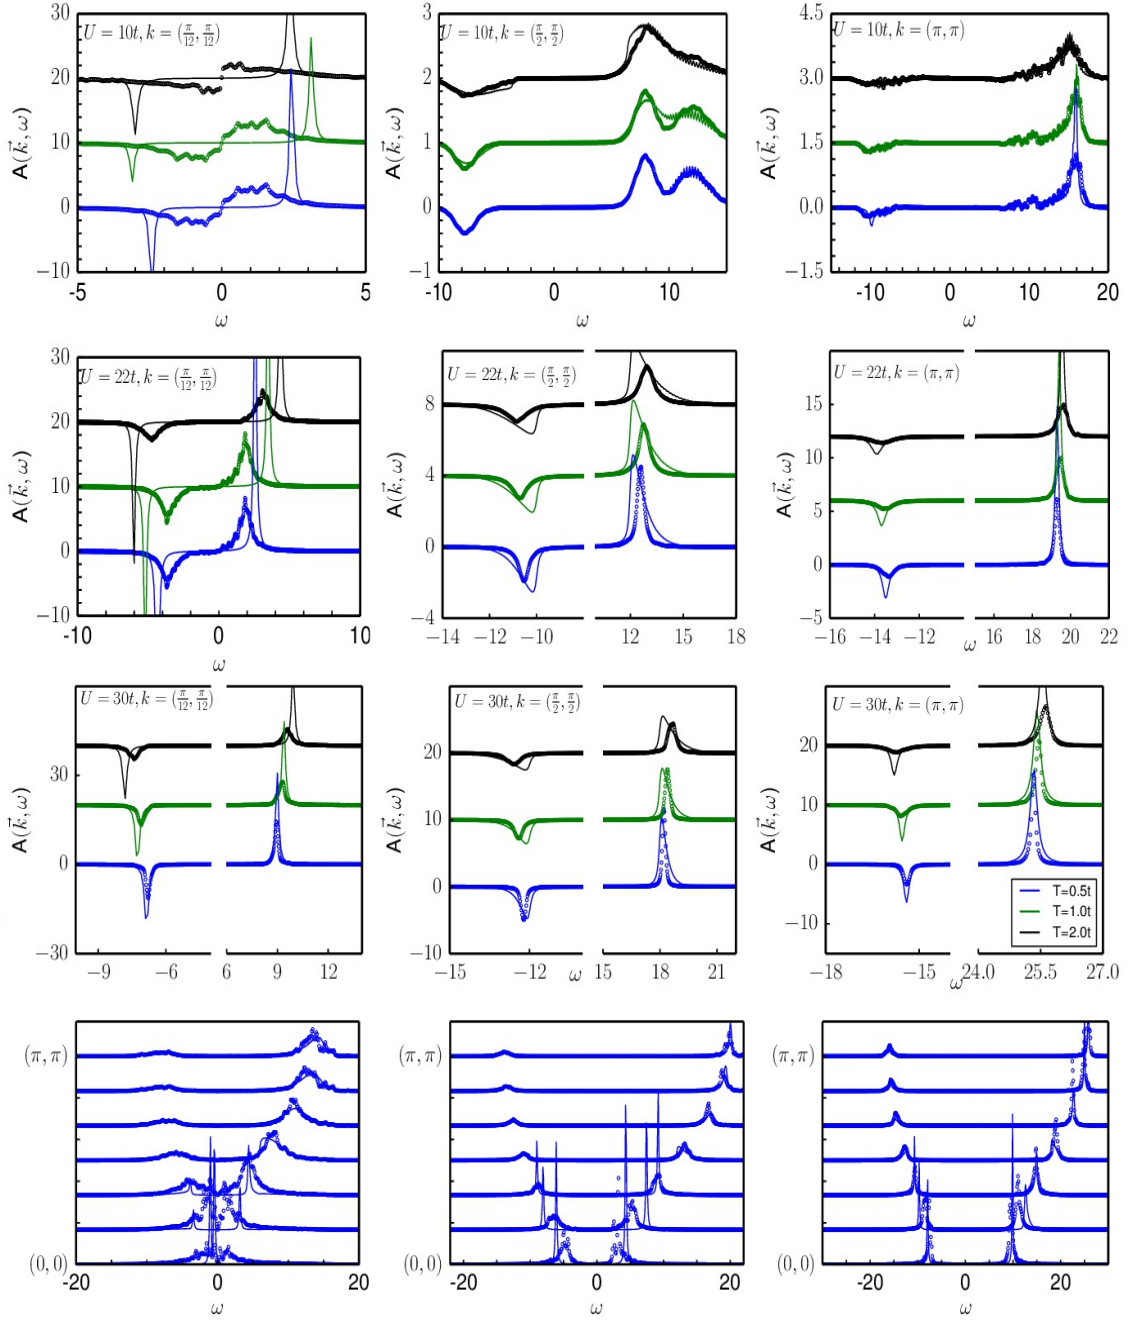 U = 10t, k = (π/12, π/12)
A(k⃗, ω)
30
20
10
0
−10
-5
0
5
ω
U = 10t, k = (π/2, π/2)
A(k⃗, ω)
3
2
1
0
−1
-10
0
10
ω
U = 10t, k = (π, π)
A(k⃗, ω)
4.5
3.0
1.5
0.0
−1.5
-10
0
10
20
ω
U = 22t, k = (π/12, π/12)
A(k⃗, ω)
30
20
10
0
−10
-10
0
10
ω
U = 22t, k = (π/2, π/2)
A(k⃗, ω)
8
4
0
−4
−14
−12
−10
12
15
18
U = 22t, k = (π, π)
A(k⃗, ω)
15
10
5
0
−5
−16
−14
−12
16
18
20
22
ω
U = 30t, k = (π/12, π/12)
A(k⃗, ω)
30
0
−30
−9
−6
6
9
12
U = 30t, k = (π/2, π/2)
A(k⃗, ω)
20
10
0
−10
−15
−12
15
18
21
ω
U = 30t, k = (π, π)
A(k⃗, ω)
20
10
0
−10
−18
−15
24.0
25.5
27.0
ω
T=0.5t
T=1.0t
T=2.0t
(π, π)
(0, 0)
-20
0
20
ω
(π, π)
(0, 0)
-20
0
20
ω
(π, π)
(0, 0)
-20
0
20
ω